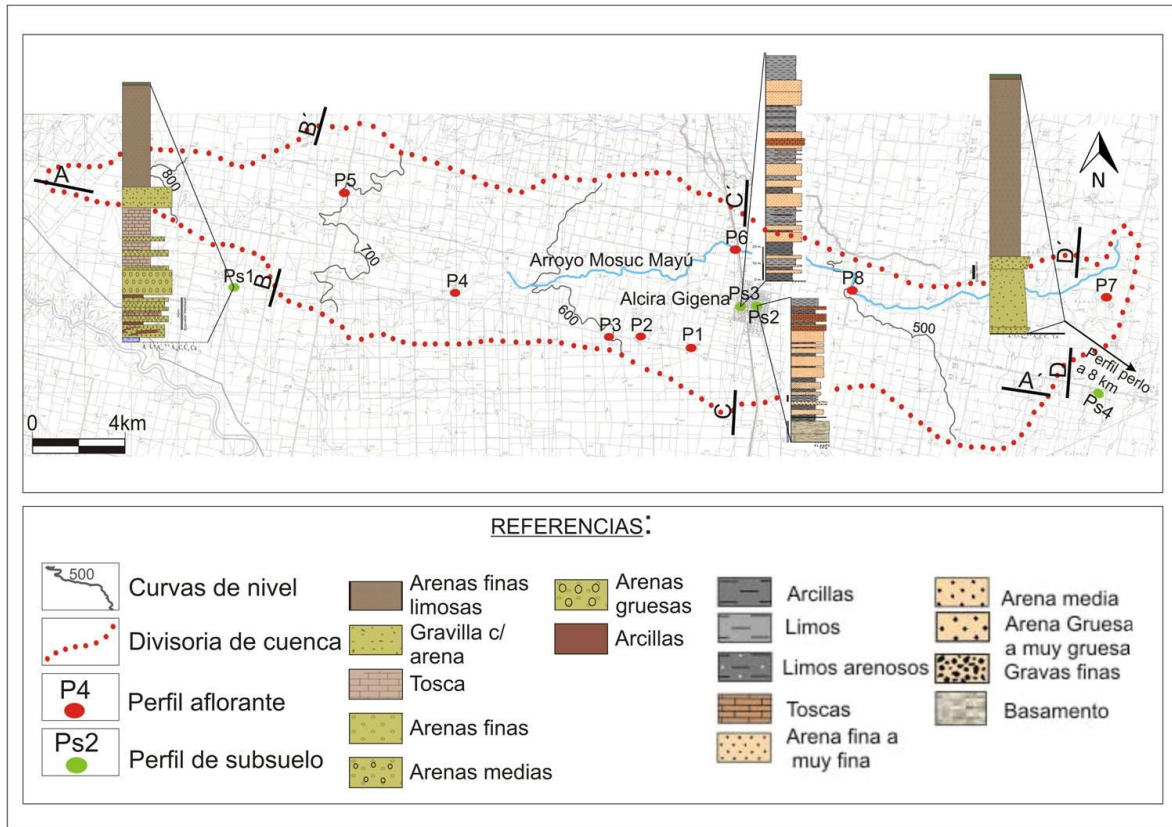 B´
A
800
P5
C´
N
P6
D´
Ps1
B
700
P4
Arroyo Mosuc Mayú
Alcira Gigena
Ps3
Ps2
P8
P7
600
P3
P2
P1
500
C
A´
D
Perfil perlo
a 8 km
Ps4
0
4km
REFERENCIAS:
500
Curvas de nivel
Divisoria de cuenca
P4
Perfil aflorante
Ps2
Perfil de subsuelo
Arenas finas
limosas
Gravilla c/
arena
Tosca
Arenas finas
Arenas medias
Arenas
gruesas
Arcillas
Arcillas
Limos
Limos arenosos
Toscas
Arena fina a
muy fina
Arena media
Arena Gruesa
a muy gruesa
Gravas finas
Basamento